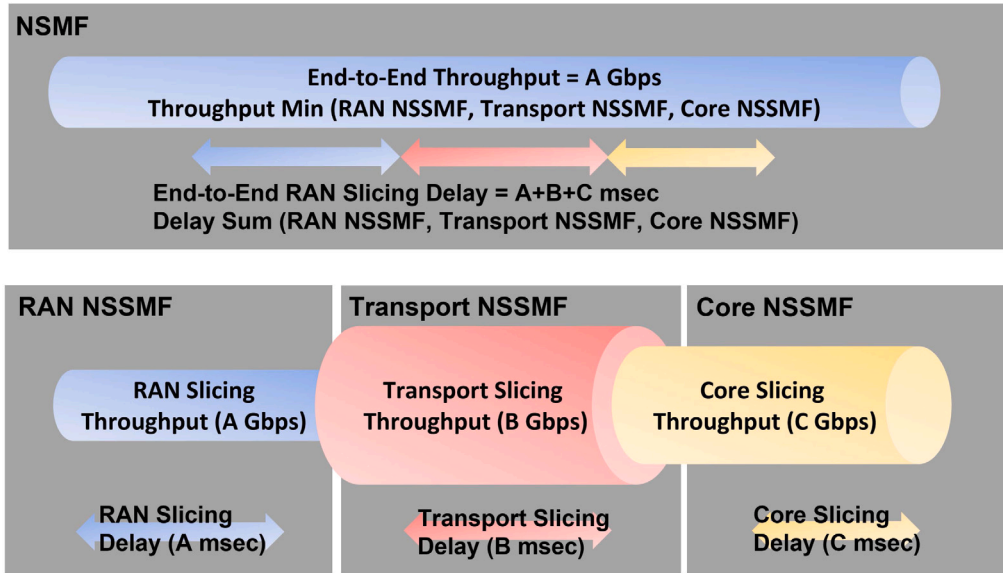 NSMF
End-to-End Throughput = A Gbps
Throughput Min (RAN NSSMF, Transport NSSMF, Core NSSMF)
End-to-End RAN Slicing Delay = A+B+C msec
Delay Sum (RAN NSSMF, Transport NSSMF, Core NSSMF)
RAN NSSMF
RAN Slicing
Throughput (A Gbps)
RAN Slicing
Delay (A msec)
Transport NSSMF
Transport Slicing
Throughput (B Gbps)
Transport Slicing
Delay (B msec)
Core NSSMF
Core Slicing
Throughput (C Gbps)
Core Slicing
Delay (C msec)